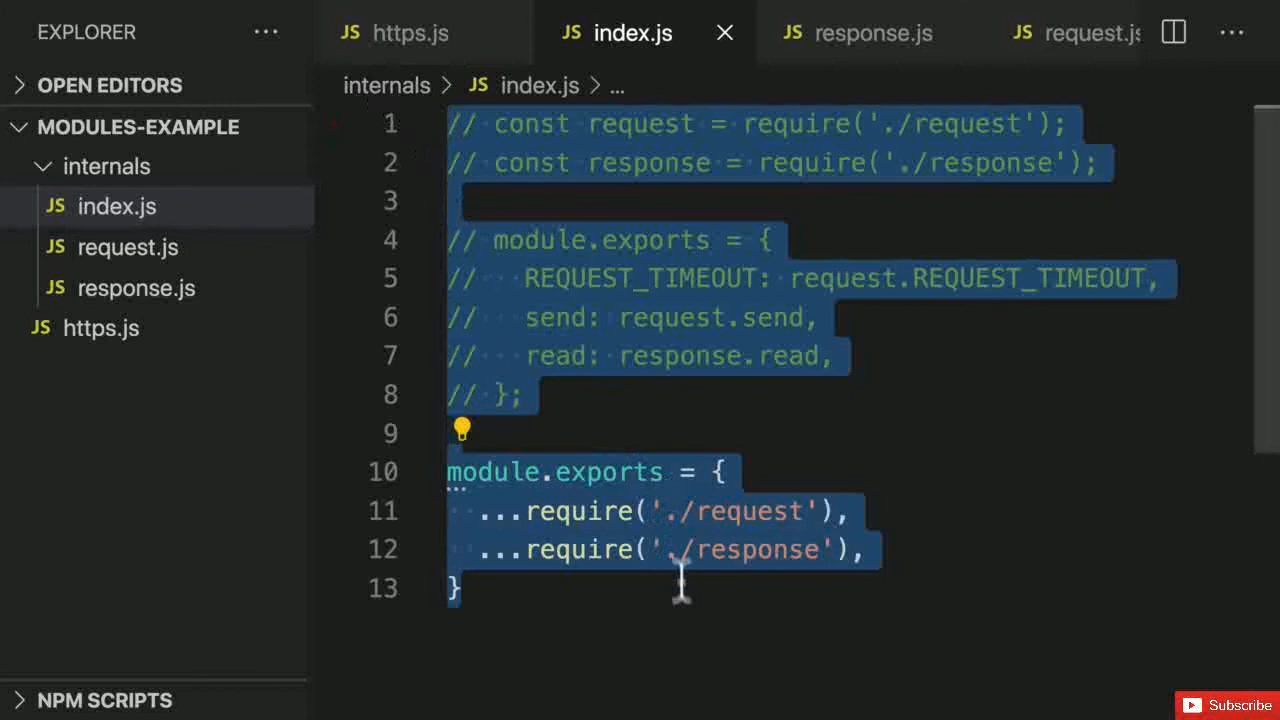 EXPLORER ...
JS https.js
JS index.js
JS response.js
JS request.js
...
OPEN EDITORS
MODULES-EXAMPLE
internals
JS index.js
JS request.js
JS response.js
JS https.js
NPM SCRIPTS
internals > JS index.js > ...
1 // const request = require('./request');
2 // const response = require('./response');
3
4 // module.exports = {
5 //   REQUEST_TIMEOUT: request.REQUEST_TIMEOUT,
6 //   send: request.send,
7 //   read: response.read,
8 // };
9
10 module.exports = {
11   ...require('./request'),
12   ...require('./response'),
13 }
Subscribe